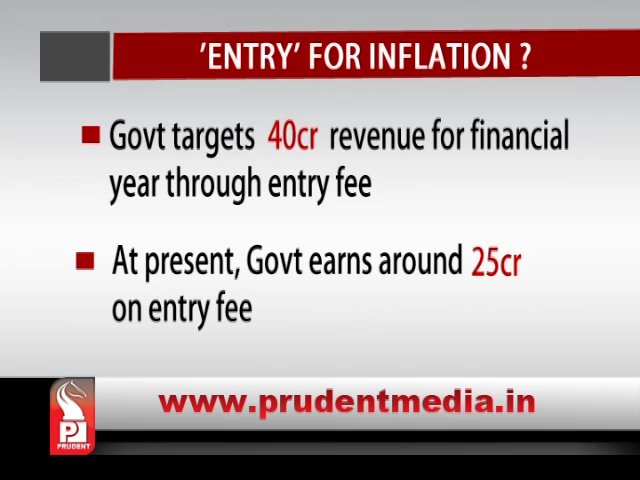 'ENTRY' FOR INFLATION ?
Govt targets 40cr revenue for financial
year through entry fee
At present, Govt earns around 25cr
on entry fee
www.prudentmedia.in
P
PRUDENT